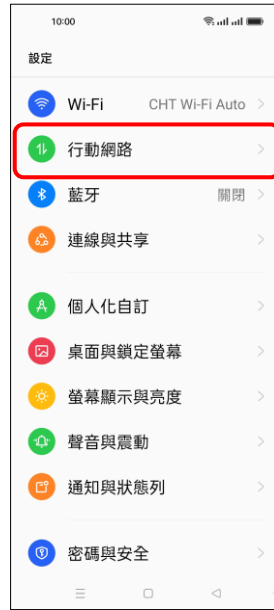 10:00
設定
Wi-Fi CHT Wi-Fi Auto
行動網路
藍牙 關閉
連線與共享
個人化自訂
桌面與鎖定螢幕
螢幕顯示與亮度
聲音與震動
通知與狀態列
密碼與安全